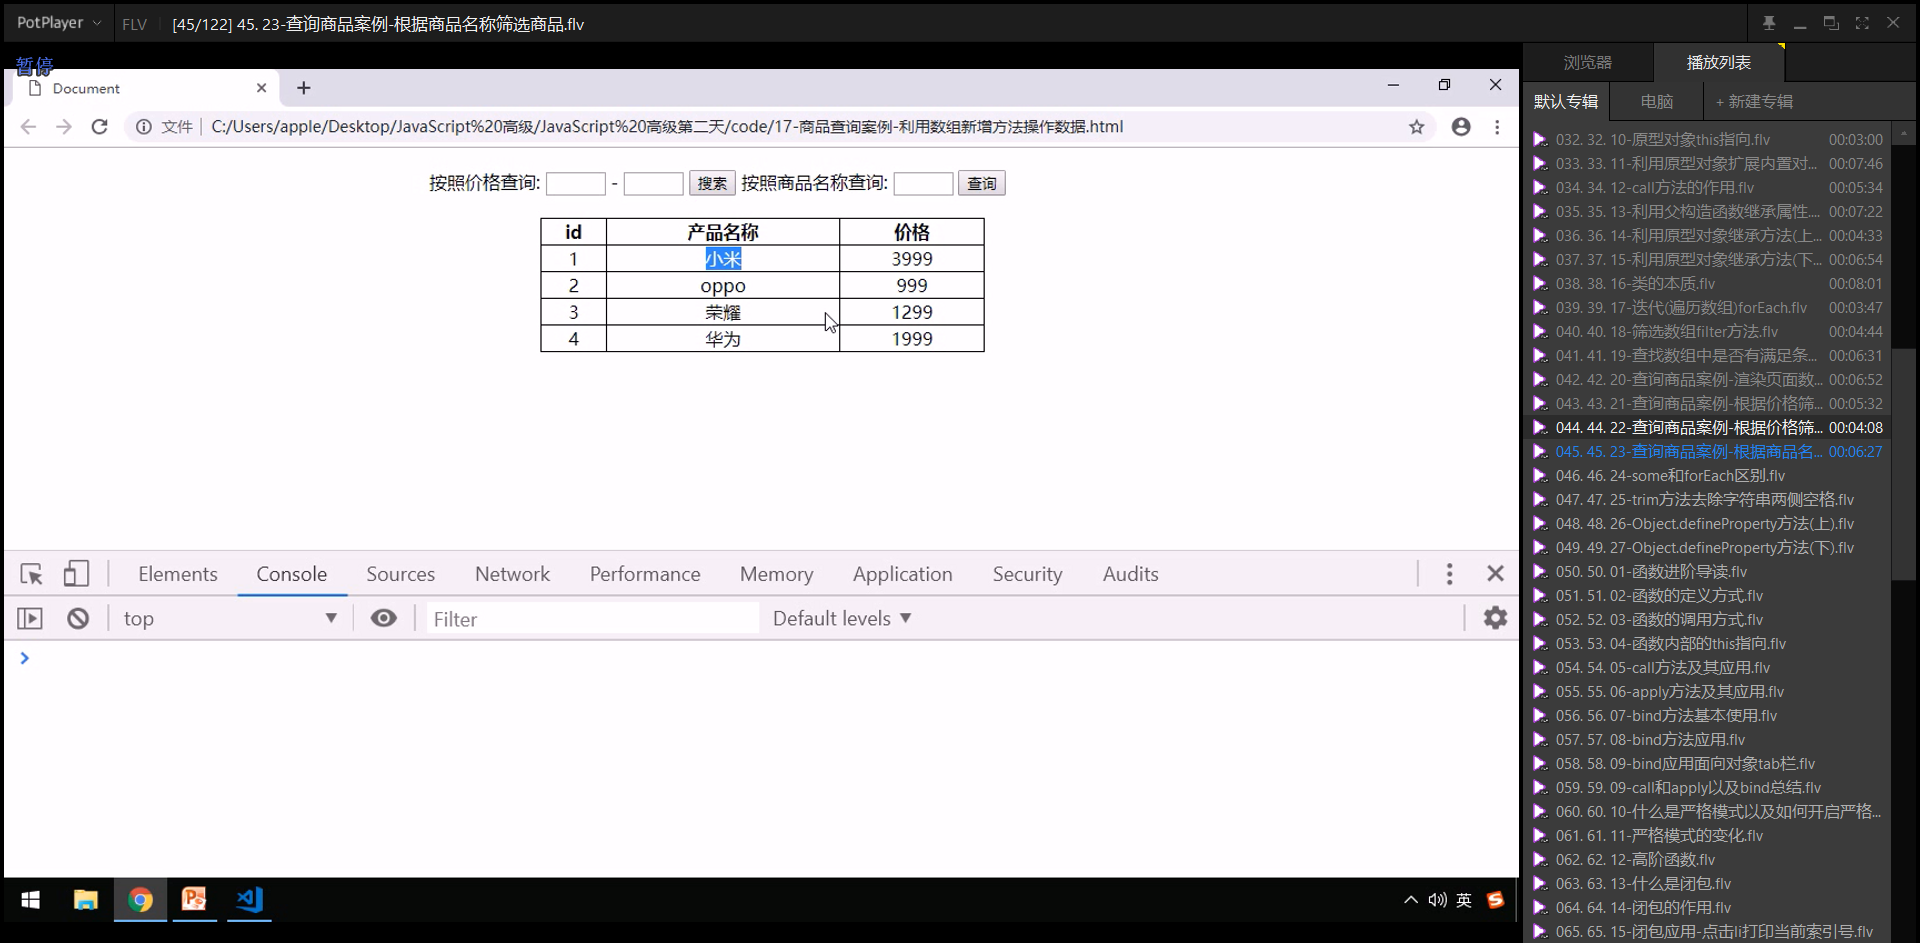 PotPlayer FLV [45/122] 45. 23-查询商品案例-根据商品名称筛选商品.flv
暂停
Document
文件 C:/Users/apple/Desktop/JavaScript%20高级/JavaScript%20高级第二天/code/17-商品查询案例-利用数组新增方法操作数据.html
按照价格查询: - 搜索 按照商品名称查询: 查询
id 产品名称 价格
1 小米 3999
2 oppo 999
3 荣耀 1299
4 华为 1999
Elements Console Sources Network Performance Memory Application Security Audits
top Filter Default levels
英
浏览器 播放列表
默认专辑 电脑 + 新建专辑
032. 32. 10-原型对象this指向.flv 00:03:00
033. 33. 11-利用原型对象扩展内置对... 00:07:46
034. 34. 12-call方法的作用.flv 00:05:34
035. 35. 13-利用父构造函数继承属性.... 00:07:22
036. 36. 14-利用原型对象继承方法(上... 00:04:33
037. 37. 15-利用原型对象继承方法(下... 00:06:54
038. 38. 16-类的本质.flv 00:08:01
039. 39. 17-迭代(遍历数组)forEach.flv 00:03:47
040. 40. 18-筛选数组filter方法.flv 00:04:44
041. 41. 19-查找数组中是否有满足条... 00:06:31
042. 42. 20-查询商品案例-渲染页面数... 00:06:52
043. 43. 21-查询商品案例-根据价格筛... 00:05:32
044. 44. 22-查询商品案例-根据价格筛... 00:04:08
045. 45. 23-查询商品案例-根据商品名... 00:06:27
046. 46. 24-some和forEach区别.flv
047. 47. 25-trim方法去除字符串两侧空格.flv
048. 48. 26-Object.defineProperty方法(上).flv
049. 49. 27-Object.defineProperty方法(下).flv
050. 50. 01-函数进阶导读.flv
051. 51. 02-函数的定义方式.flv
052. 52. 03-函数的调用方式.flv
053. 53. 04-函数内部的this指向.flv
054. 54. 05-call方法及其应用.flv
055. 55. 06-apply方法及其应用.flv
056. 56. 07-bind方法基本使用.flv
057. 57. 08-bind方法应用.flv
058. 58. 09-bind应用面向对象tab栏.flv
059. 59. 09-call和apply以及bind总结.flv
060. 60. 10-什么是严格模式以及如何开启严格...
061. 61. 11-严格模式的变化.flv
062. 62. 12-高阶函数.flv
063. 63. 13-什么是闭包.flv
064. 64. 14-闭包的作用.flv
065. 65. 15-闭包应用-点击li打印当前索引号.flv